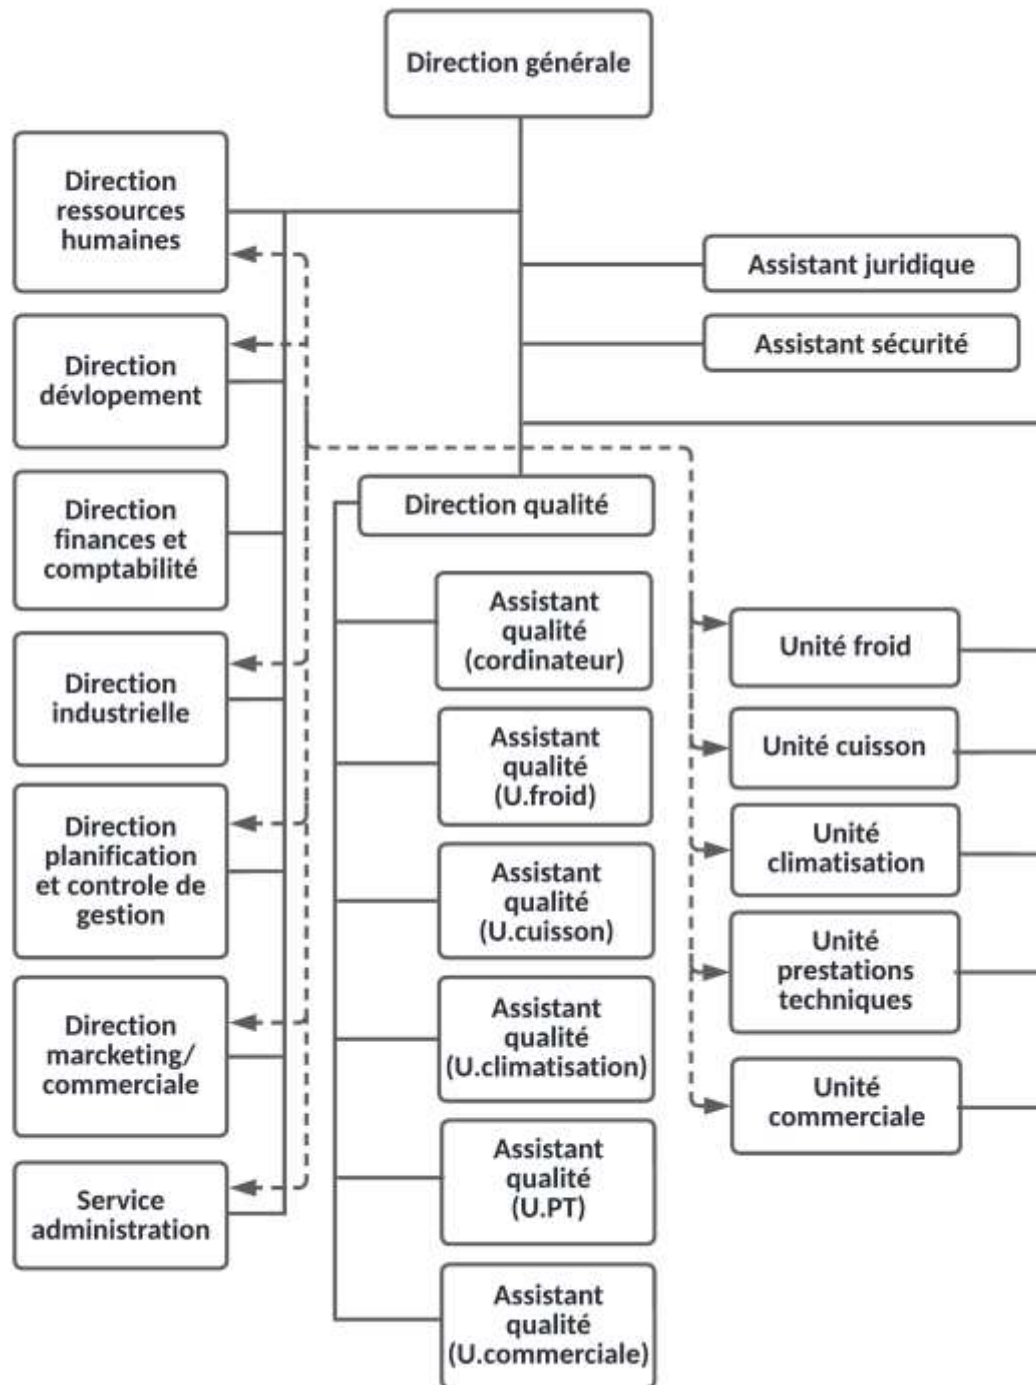 Direction générale
Direction
ressources
humaines
Direction
dévlopement
Direction
finances et
comptabilité
Direction
industrielle
Direction
planification
et controle de
gestion
Direction
marcketing/
commerciale
Service
administration
Assistant juridique
Assistant sécurité
Direction qualité
Assistant
qualité
(cordinateur)
Assistant
qualité
(U.froid)
Assistant
qualité
(U.cuisson)
Assistant
qualité
(U.climatisation)
Assistant
qualité
(U.PT)
Assistant
qualité
(U.commerciale)
Unité froid
Unité cuisson
Unité
climatisation
Unité
prestations
techniques
Unité
commerciale